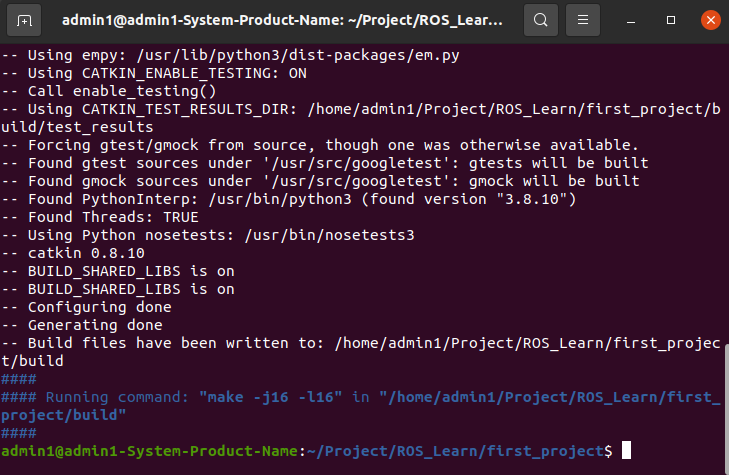 admin1@admin1-System-Product-Name: ~/Project/ROS_Lear...
-- Using empy: /usr/lib/python3/dist-packages/em.py
-- Using CATKIN_ENABLE_TESTING: ON
-- Call enable_testing()
-- Using CATKIN_TEST_RESULTS_DIR: /home/admin1/Project/ROS_Learn/first_project/b
uild/test_results
-- Forcing gtest/gmock from source, though one was otherwise available.
-- Found gtest sources under '/usr/src/googletest': gtests will be built
-- Found gmock sources under '/usr/src/googletest': gmock will be built
-- Found PythonInterp: /usr/bin/python3 (found version "3.8.10")
-- Found Threads: TRUE
-- Using Python nosetests: /usr/bin/nosetests3
-- catkin 0.8.10
-- BUILD_SHARED_LIBS is on
-- BUILD_SHARED_LIBS is on
-- Configuring done
-- Generating done
-- Build files have been written to: /home/admin1/Project/ROS_Learn/first_projec
t/build
####
#### Running command: "make -j16 -l16" in "/home/admin1/Project/ROS_Learn/first_
project/build"
####
admin1@admin1-System-Product-Name:~/Project/ROS_Learn/first_project$